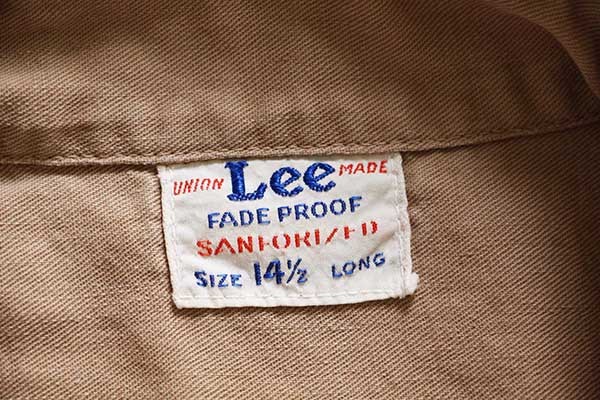 UNION Lee MADE
FADE PROOF
SANFORIZED
SIZE 14½ LONG